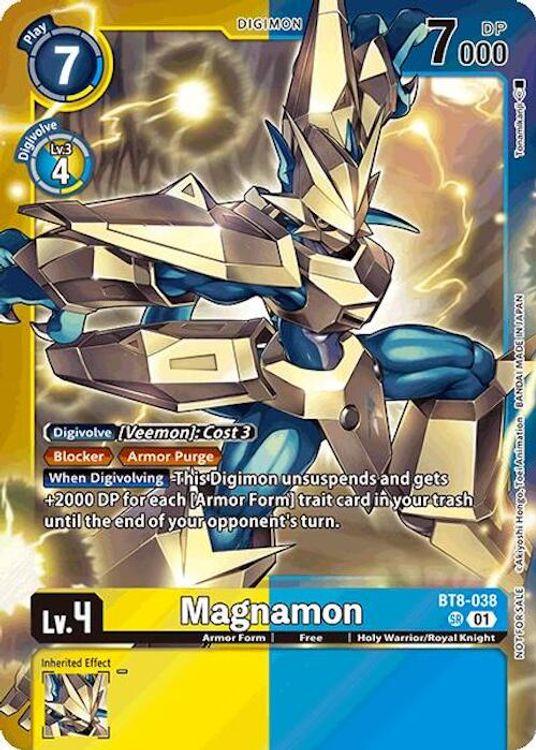 Play
7
DIGIMON
7000
DP
Digivolve
Lv.3
4
Tonamikanji
Digivolve [Veemon]: Cost 3
Blocker Armor Purge
When Digivolving This Digimon unsuspends and gets
+2000 DP for each [Armor Form] trait card in your trash
until the end of your opponent's turn.
©Akiyoshi Hongo, Toei Animation BANDAI MADE IN JAPAN
NOT FOR SALE
Lv.4
Magnamon
BT8-038
SR 01
Armor Form | Free | Holy Warrior/Royal Knight
Inherited Effect
-